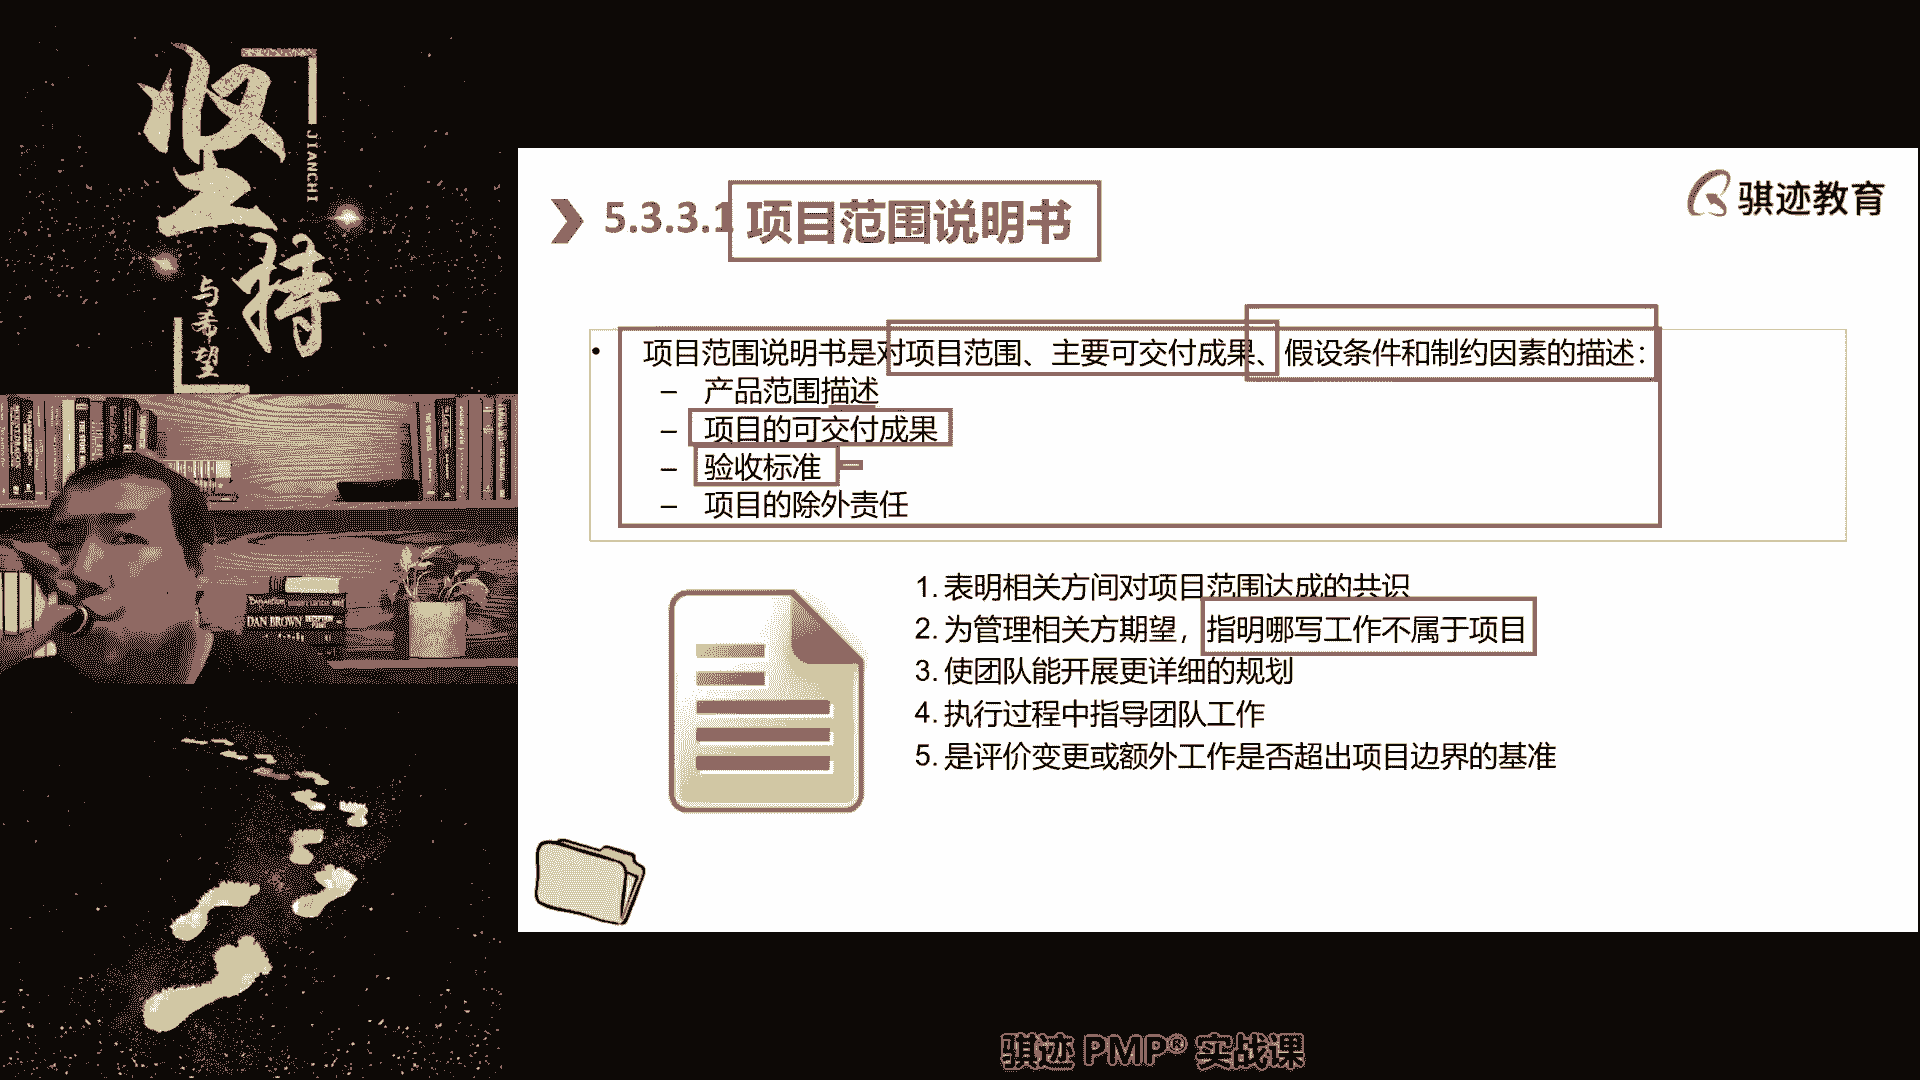 坚持
JIANCHI
与希望
DAN BROWN
骐迹教育
5.3.3.1 项目范围说明书
• 项目范围说明书是对项目范围、主要可交付成果、假设条件和制约因素的描述:
– 产品范围描述
– 项目的可交付成果
– 验收标准
– 项目的除外责任
1. 表明相关方间对项目范围达成的共识
2. 为管理相关方期望，指明哪写工作不属于项目
3. 使团队能开展更详细的规划
4. 执行过程中指导团队工作
5. 是评价变更或额外工作是否超出项目边界的基准
骐迹 PMP® 实战课